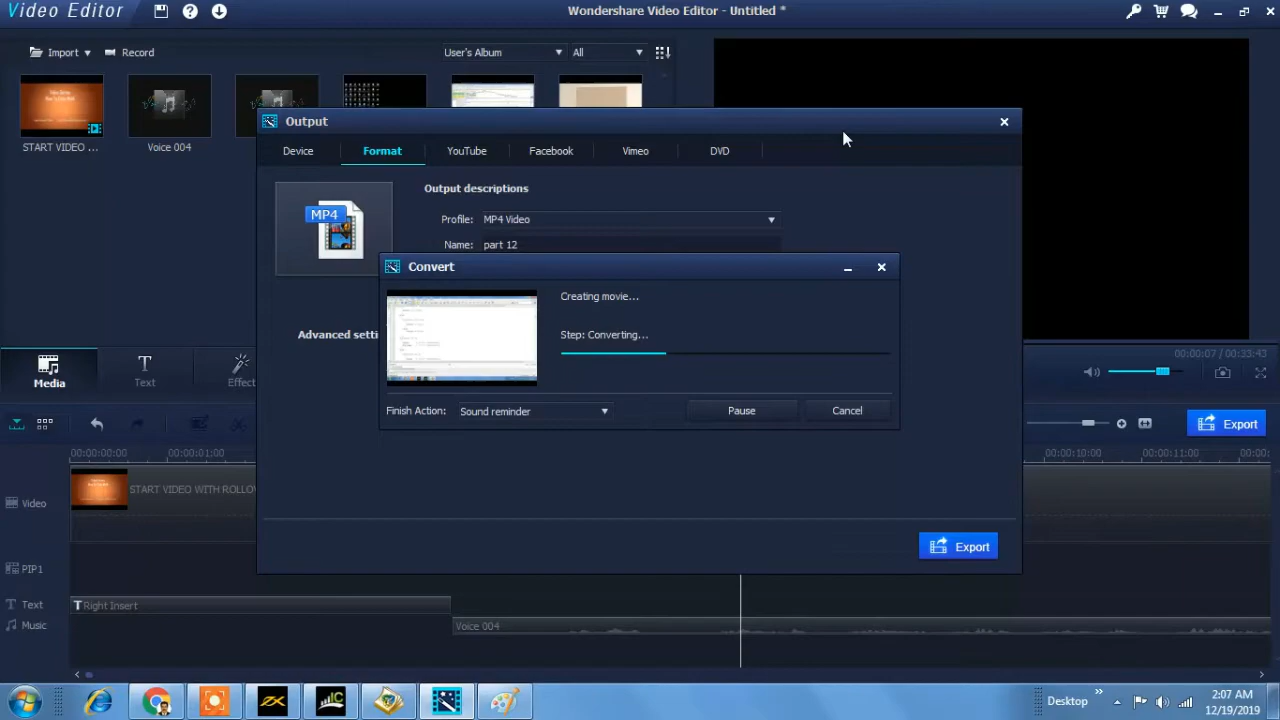 Video Editor
Wondershare Video Editor - Untitled *
Import
Record
User's Album
All
START VIDEO ...
Voice 004
Output
Device
Format
YouTube
Facebook
Vimeo
DVD
Output descriptions
MP4
Profile: MP4 Video
Name: part 12
Convert
Creating movie...
Step: Converting...
Advanced setti
Finish Action: Sound reminder
Pause
Cancel
00:00:07 / 00:33:43
Media
Text
Effect
Export
00:00:00:00
00:00:01:00
00:00:10:00
00:00:11:00
00:00:
Video
START VIDEO WITH ROLLOV
Export
PIP1
Text
Right Insert
Music
Voice 004
Desktop
2:07 AM
12/19/2019